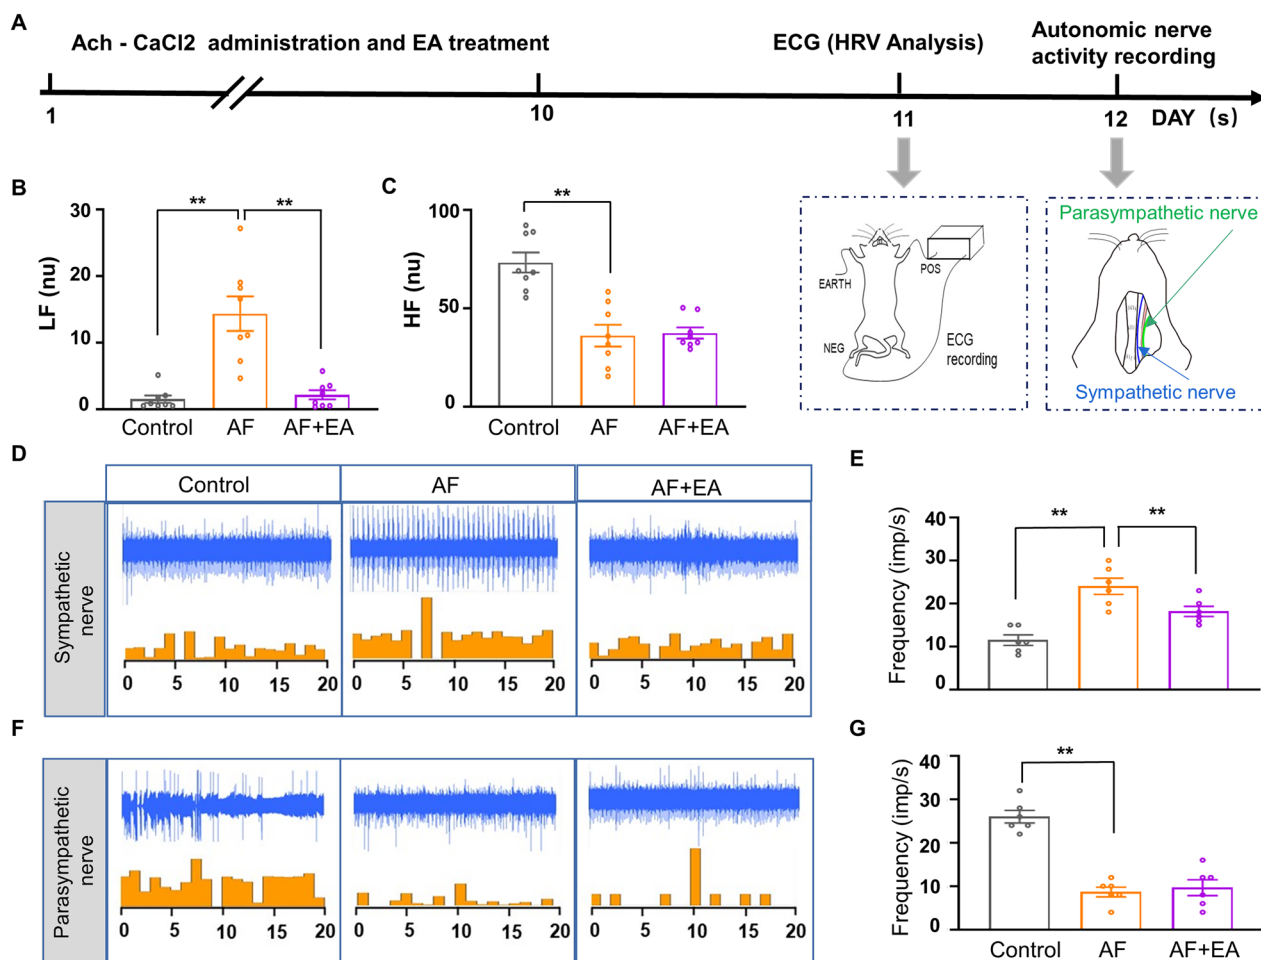 A
Ach - CaCl2 administration and EA treatment
ECG (HRV Analysis)
Autonomic nerve
activity recording
1
10
11
12
DAY (s)
B
LF (nu)
30
20
10
0
**
**
Control
AF
AF+EA
C
HF (nu)
100
50
0
**
Control
AF
AF+EA
EARTH
POS
NEG
ECG
recording
Parasympathetic nerve
Sympathetic nerve
D
Control
AF
AF+EA
Sympathetic
nerve
0 5 10 15 20
0 5 10 15 20
0 5 10 15 20
E
Frequency (imp/s)
40
30
20
10
0
**
**
F
Parasympathetic
nerve
0 5 10 15 20
0 5 10 15 20
0 5 10 15 20
G
Frequency (imp/s)
40
30
20
10
0
**
Control
AF
AF+EA